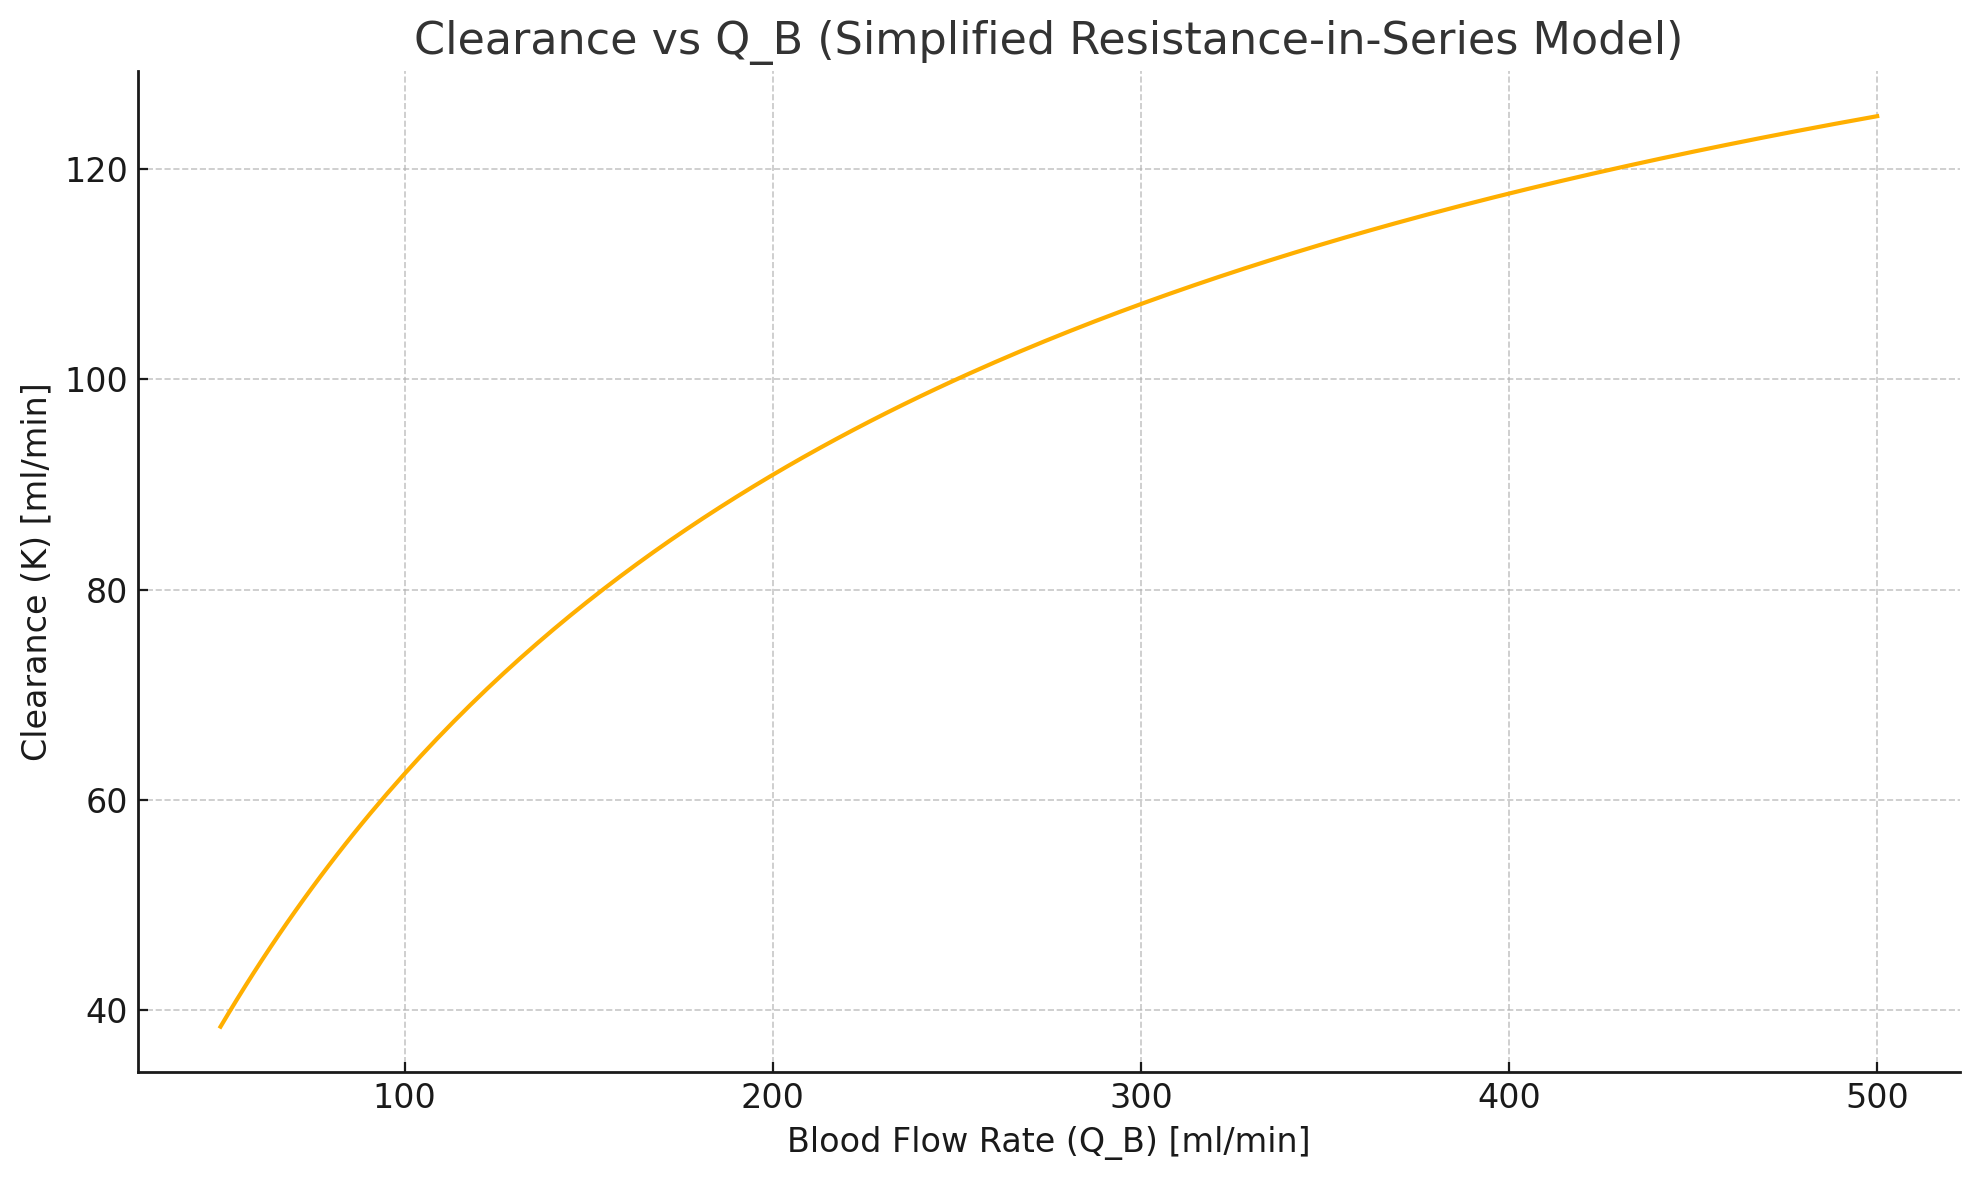 Clearance vs Q_B (Simplified Resistance-in-Series Model)
Clearance (K) [ml/min]
120
100
80
60
40
100 200 300 400 500
Blood Flow Rate (Q_B) [ml/min]